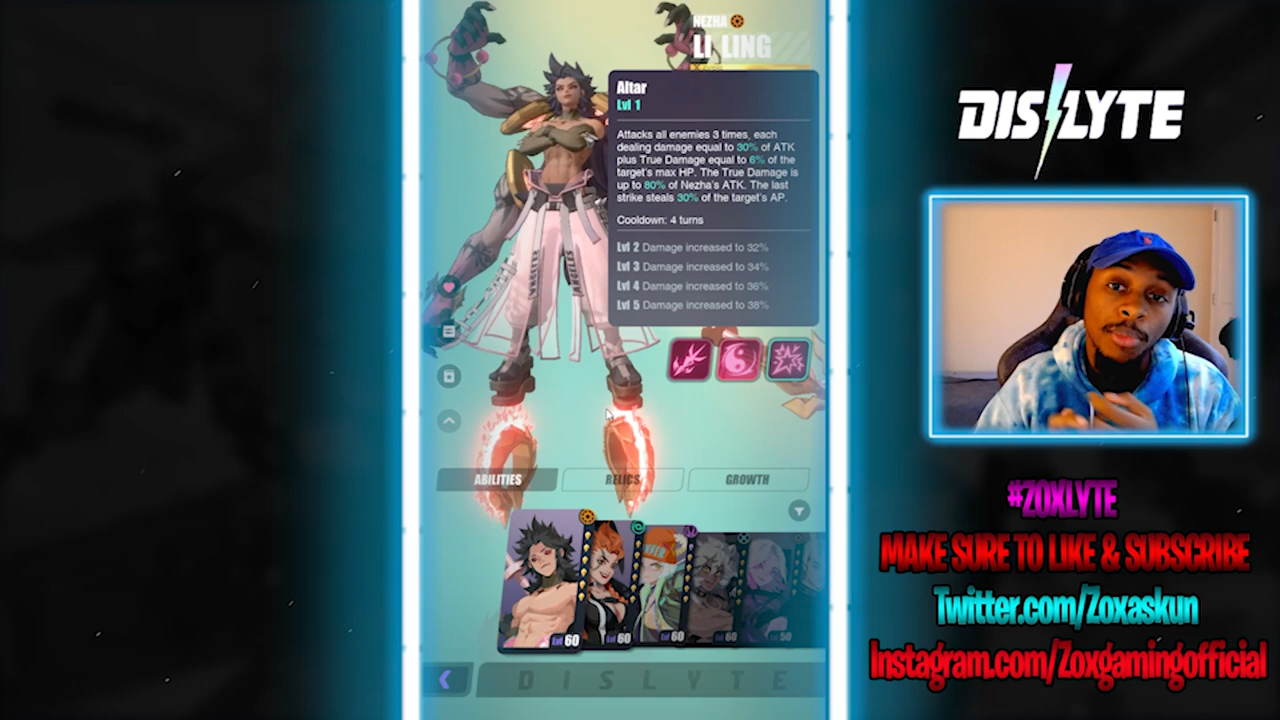 NEZHA
LI LING
Altar
Lvl 1
Attacks all enemies 3 times, each
dealing damage equal to 30% of ATK
plus True Damage equal to 6% of the
target's max HP. The True Damage is
up to 80% of Nezha's ATK. The last
strike steals 30% of the target's AP.
Cooldown: 4 turns
Lvl 2 Damage increased to 32%
Lvl 3 Damage increased to 34%
Lvl 4 Damage increased to 36%
Lvl 5 Damage increased to 38%
ANGELES
ABILITIES
RELICS
GROWTH
Lvl 60
Lvl 60
Lvl 60
Lvl 60
Lvl 50
DISLYTE
DISLYTE
#ZOXLYTE
MAKE SURE TO LIKE & SUBSCRIBE
Twitter.com/Zoxaskun
Instagram.com/Zoxgamingofficial